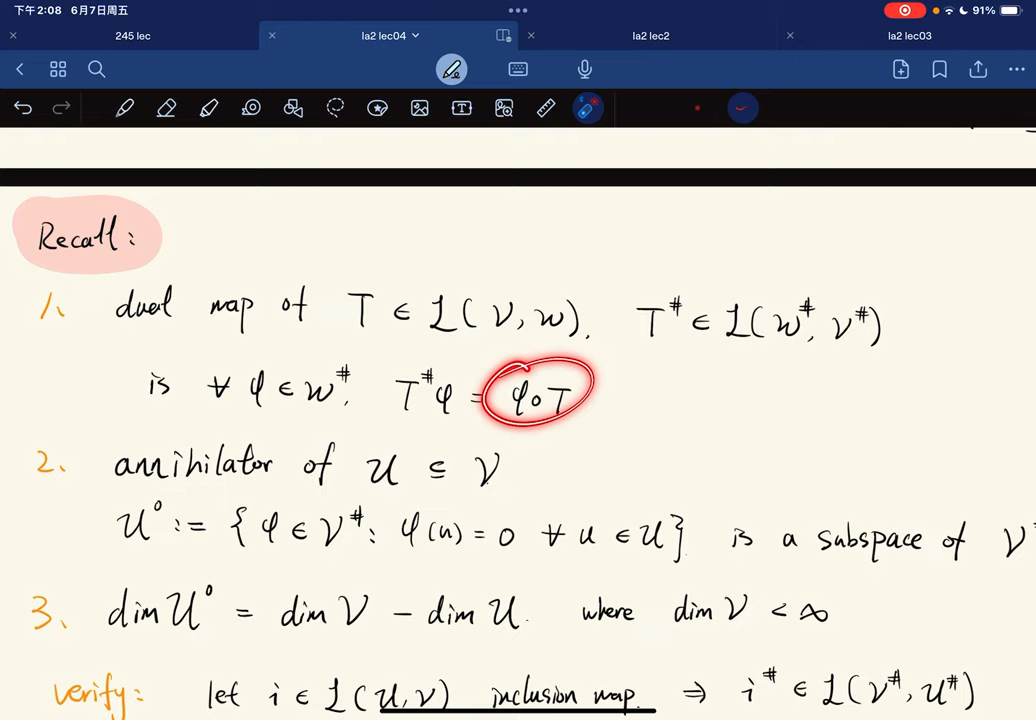 下午2:08 6月7日周五
91%
245 lec
la2 lec04
la2 lec2
la2 lec03
Recall:
1. dual map of T ∈ L(V, W). T# ∈ L(W#, V#)
is ∀ φ ∈ W#, T#φ = φ∘T
2. annihilator of U ⊆ V
U⁰ := {φ ∈ V#: φ(u) = 0 ∀ u ∈ U} is a subspace of V
3. dim U⁰ = dim V - dim U. where dim V < ∞
verify: let i ∈ L(U, V) inclusion map. ⇒ i# ∈ L(V#, U#)